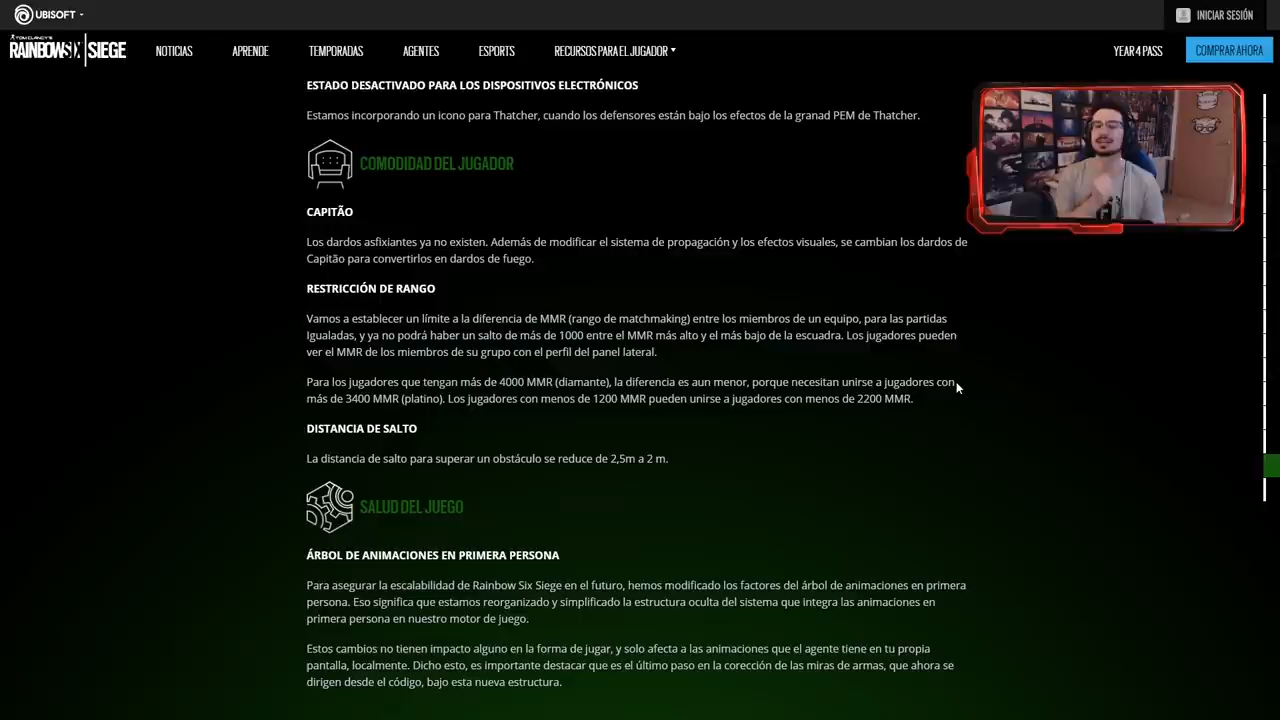 UBISOFT
INICIAR SESIÓN
TOM CLANCY'S
RAINBOW SIX | SIEGE
NOTICIAS
APRENDE
TEMPORADAS
AGENTES
ESPORTS
RECURSOS PARA EL JUGADOR
YEAR 4 PASS
COMPRAR AHORA
ESTADO DESACTIVADO PARA LOS DISPOSITIVOS ELECTRÓNICOS
Estamos incorporando un icono para Thatcher, cuando los defensores están bajo los efectos de la granad PEM de Thatcher.
COMODIDAD DEL JUGADOR
CAPITÃO
Los dardos asfixiantes ya no existen. Además de modificar el sistema de propagación y los efectos visuales, se cambian los dardos de
Capitão para convertirlos en dardos de fuego.
RESTRICCIÓN DE RANGO
Vamos a establecer un límite a la diferencia de MMR (rango de matchmaking) entre los miembros de un equipo, para las partidas
Igualadas, y ya no podrá haber un salto de más de 1000 entre el MMR más alto y el más bajo de la escuadra. Los jugadores pueden
ver el MMR de los miembros de su grupo con el perfil del panel lateral.
Para los jugadores que tengan más de 4000 MMR (diamante), la diferencia es aun menor, porque necesitan unirse a jugadores con
más de 3400 MMR (platino). Los jugadores con menos de 1200 MMR pueden unirse a jugadores con menos de 2200 MMR.
DISTANCIA DE SALTO
La distancia de salto para superar un obstáculo se reduce de 2,5m a 2 m.
SALUD DEL JUEGO
ÁRBOL DE ANIMACIONES EN PRIMERA PERSONA
Para asegurar la escalabilidad de Rainbow Six Siege en el futuro, hemos modificado los factores del árbol de animaciones en primera
persona. Eso significa que estamos reorganizado y simplificado la estructura oculta del sistema que integra las animaciones en
primera persona en nuestro motor de juego.
Estos cambios no tienen impacto alguno en la forma de jugar, y solo afecta a las animaciones que el agente tiene en tu propia
pantalla, localmente. Dicho esto, es importante destacar que es el último paso en la corección de las miras de armas, que ahora se
dirigen desde el código, bajo esta nueva estructura.